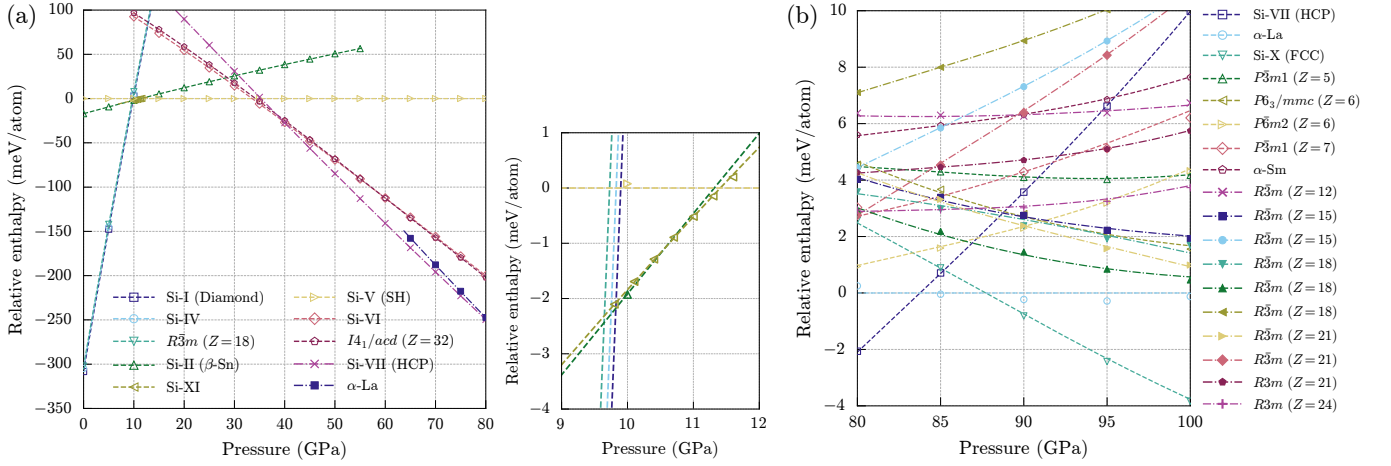 (a)
Relative enthalpy (meV/atom)
100
50
0
−50
−100
−150
−200
−250
−300
−350
0 10 20 30 40 50 60 70 80
Pressure (GPa)
Si-I (Diamond)
Si-IV
R3̄m (Z=18)
Si-II (β-Sn)
Si-XI
Si-V (SH)
Si-VI
I4₁/acd (Z=32)
Si-VII (HCP)
α-La
Relative enthalpy (meV/atom)
1
0
−1
−2
−3
−4
9 10 11 12
Pressure (GPa)
(b)
Relative enthalpy (meV/atom)
10
8
6
4
2
0
−2
−4
80 85 90 95 100
Pressure (GPa)
Si-VII (HCP)
α-La
Si-X (FCC)
P3̄m1 (Z=5)
P6₃/mmc (Z=6)
P6̄m2 (Z=6)
P3̄m1 (Z=7)
α-Sm
R3̄m (Z=12)
R3̄m (Z=15)
R3̄m (Z=15)
R3̄m (Z=18)
R3̄m (Z=18)
R3̄m (Z=18)
R3̄m (Z=21)
R3̄m (Z=21)
R3m (Z=21)
R3m (Z=24)